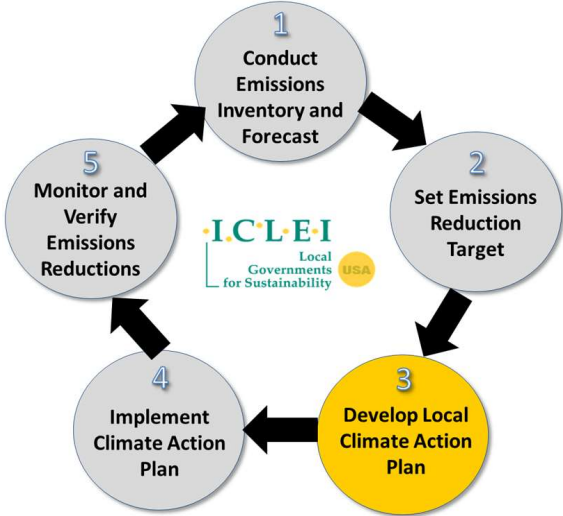 1
Conduct
Emissions
Inventory and
Forecast
2
Set Emissions
Reduction
Target
3
Develop Local
Climate Action
Plan
4
Implement
Climate Action
Plan
5
Monitor and
Verify
Emissions
Reductions
·I·C·L·E·I
Local
Governments
for Sustainability
USA